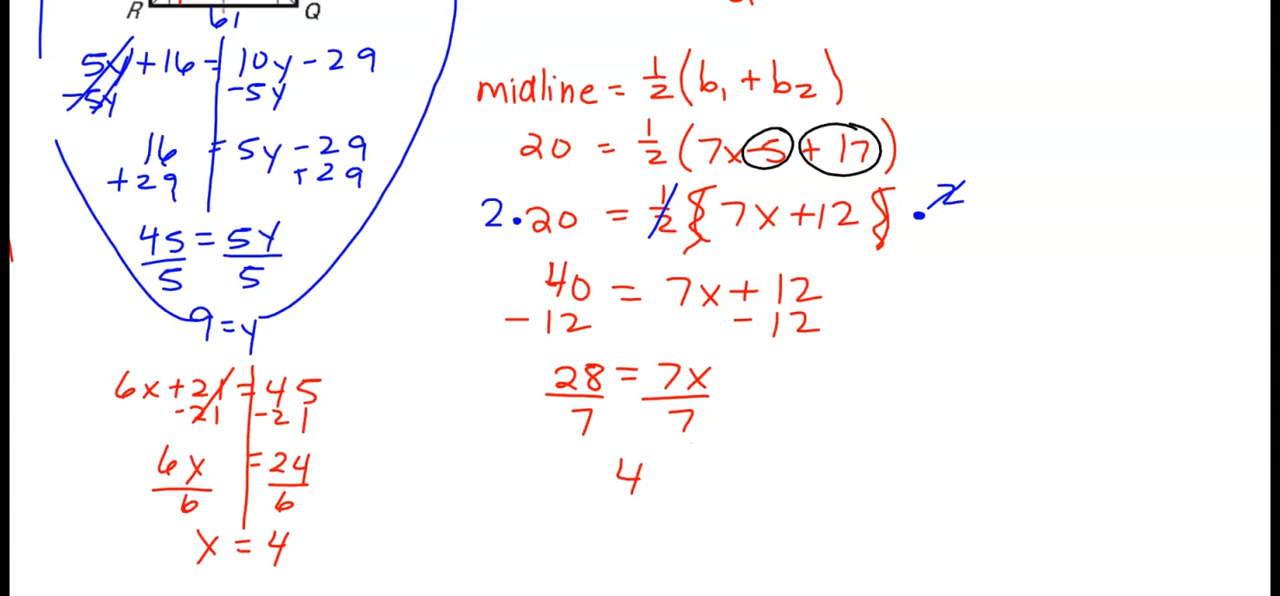 R Q
61
5y + 16 = 10y - 29
-5y -5y
16 = 5y - 29
+29 +29
45 = 5y
5 5
9 = y
6x + 21 = 45
-21 -21
6x = 24
6 6
x = 4
midline = 1/2 (b₁ + b₂)
20 = 1/2 (7x - 5 + 17)
2 · 20 = 1/2 {7x + 12} · 2
40 = 7x + 12
-12 -12
28 = 7x
7 7
4